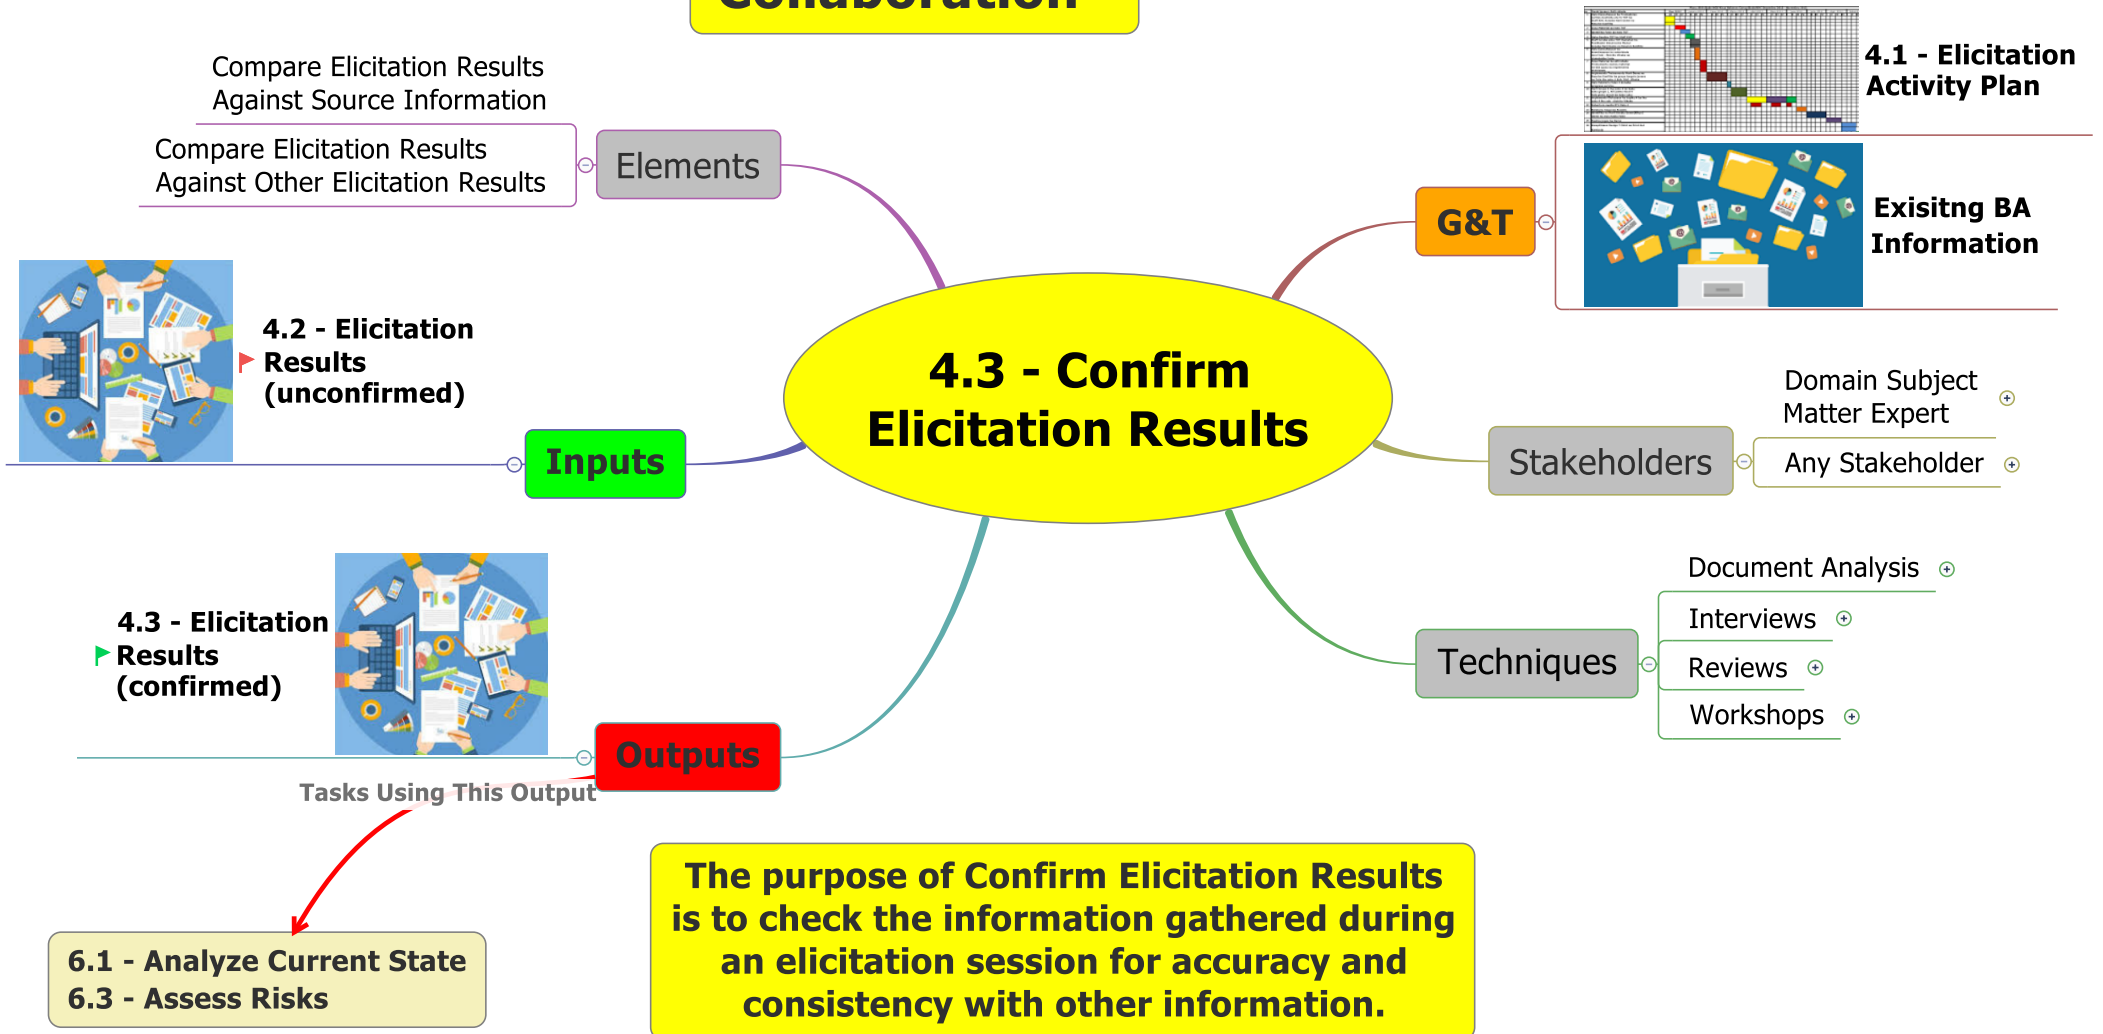 Collaboration
Compare Elicitation Results
Against Source Information
Compare Elicitation Results
Against Other Elicitation Results
Elements
4.2 - Elicitation
Results
(unconfirmed)
Inputs
4.3 - Elicitation
Results
(confirmed)
Outputs
Tasks Using This Output
6.1 - Analyze Current State
6.3 - Assess Risks
4.3 - Confirm
Elicitation Results
4.1 - Elicitation
Activity Plan
G&T
Exisitng BA
Information
Domain Subject
Matter Expert
Stakeholders
Any Stakeholder
Document Analysis
Interviews
Techniques
Reviews
Workshops
The purpose of Confirm Elicitation Results
is to check the information gathered during
an elicitation session for accuracy and
consistency with other information.